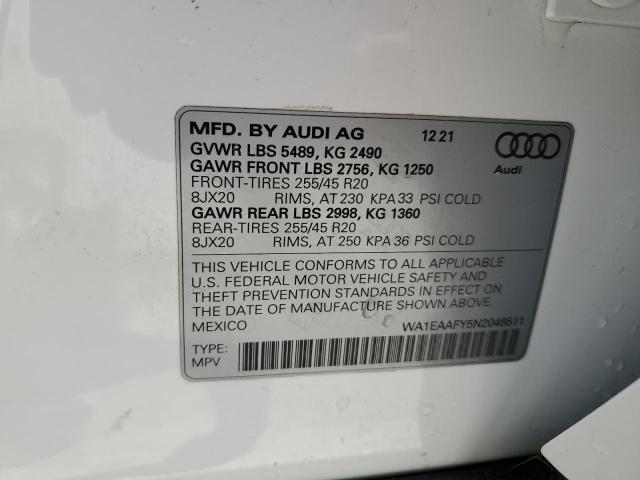 MFD. BY AUDI AG 12 21
GVWR LBS 5489, KG 2490
GAWR FRONT LBS 2756, KG 1250
Audi
FRONT-TIRES 255/45 R20
8JX20 RIMS, AT 230 KPA 33 PSI COLD
GAWR REAR LBS 2998, KG 1360
REAR-TIRES 255/45 R20
8JX20 RIMS, AT 250 KPA 36 PSI COLD
THIS VEHICLE CONFORMS TO ALL APPLICABLE
U.S. FEDERAL MOTOR VEHICLE SAFETY AND
THEFT PREVENTION STANDARDS IN EFFECT ON
THE DATE OF MANUFACTURE SHOWN ABOVE.
MEXICO WA1EAAFY5N2048611
TYPE:
MPV